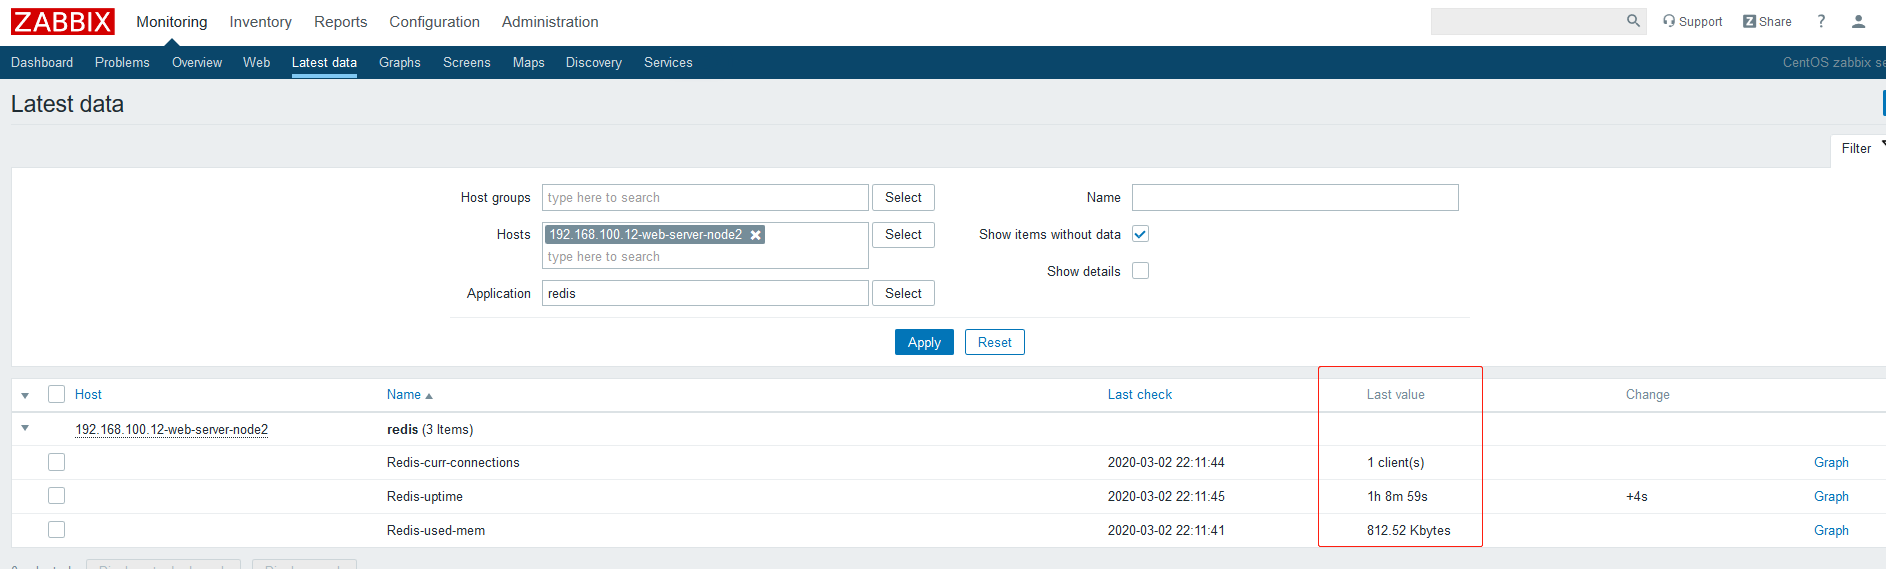 ZABBIX Monitoring Inventory Reports Configuration Administration Support Z Share ?
Dashboard Problems Overview Web Latest data Graphs Screens Maps Discovery Services CentOS zabbix
Latest data
Filter
Host groups type here to search Select Name
Hosts 192.168.100.12-web-server-node2 Select Show items without data
type here to search
Show details
Application redis Select
Apply Reset
Host Name Last check Last value Change
192.168.100.12-web-server-node2 redis (3 Items)
Redis-curr-connections 2020-03-02 22:11:44 1 client(s) Graph
Redis-uptime 2020-03-02 22:11:45 1h 8m 59s +4s Graph
Redis-used-mem 2020-03-02 22:11:41 812.52 Kbytes Graph